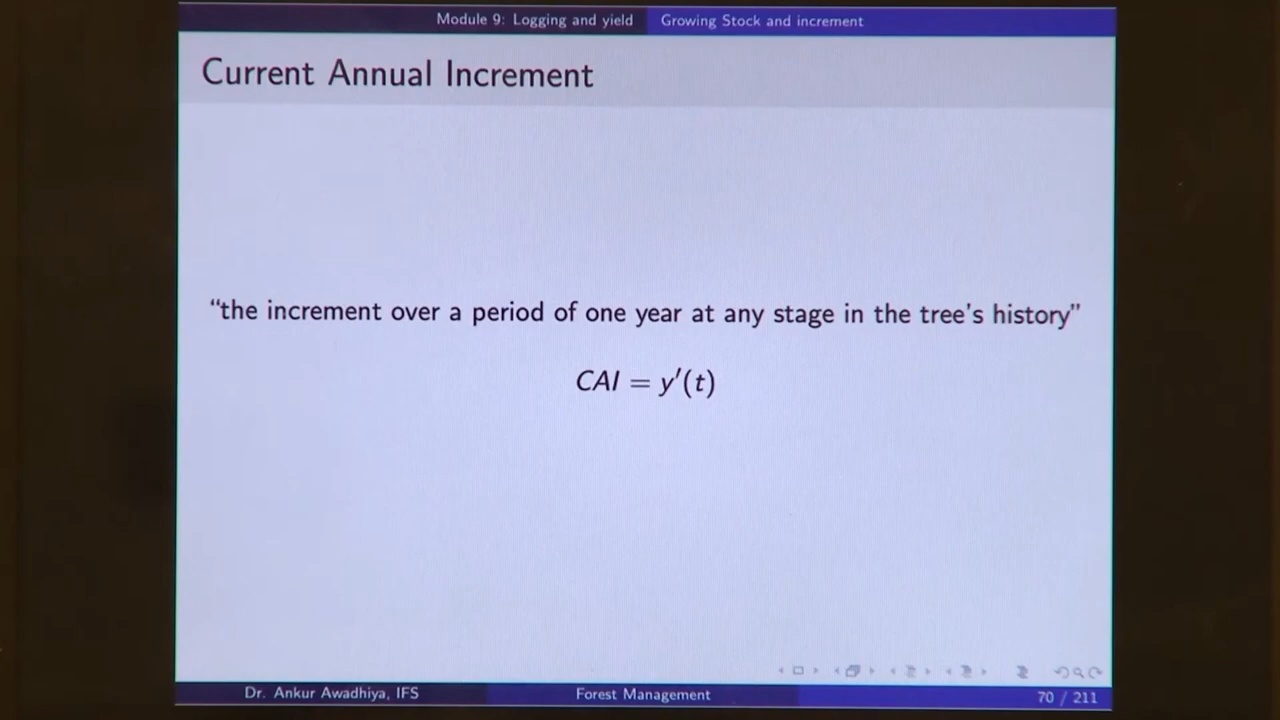 Module 9: Logging and yield Growing Stock and increment
Current Annual Increment
“the increment over a period of one year at any stage in the tree's history”
CAI = y′(t)
Dr. Ankur Awadhiya, IFS Forest Management 70 / 211